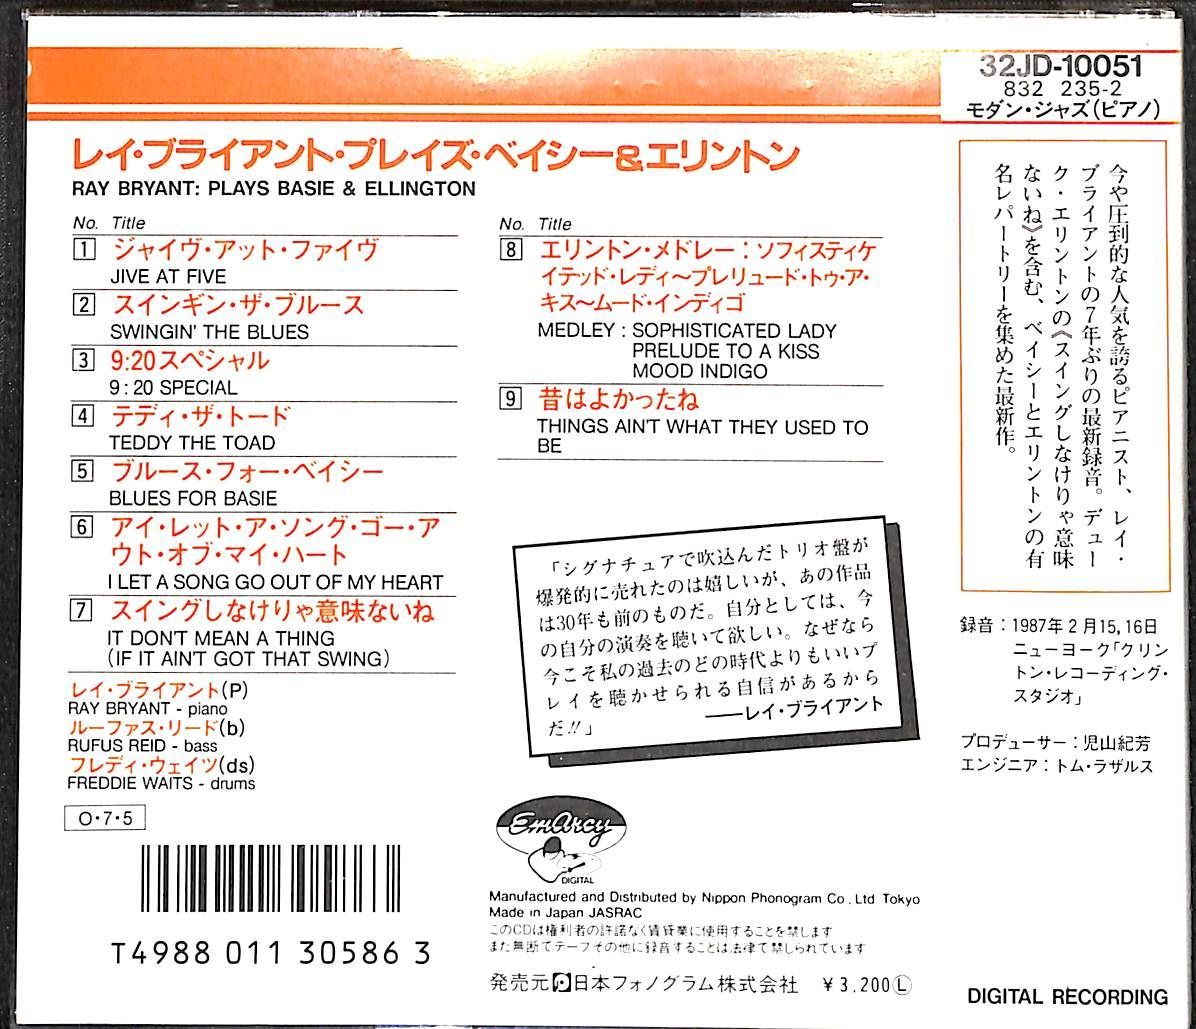 32JD-10051
832 235-2
モダン・ジャズ(ピアノ)
レイ・ブライアント・プレイズ・ベイシー&エリントン
RAY BRYANT: PLAYS BASIE & ELLINGTON
No. Title
1 ジャイヴ・アット・ファイヴ
JIVE AT FIVE
2 スインギン・ザ・ブルース
SWINGIN' THE BLUES
3 9:20スペシャル
9:20 SPECIAL
4 テディ・ザ・トード
TEDDY THE TOAD
5 ブルース・フォー・ベイシー
BLUES FOR BASIE
6 アイ・レット・ア・ソング・ゴー・ア
ウト・オブ・マイ・ハート
I LET A SONG GO OUT OF MY HEART
7 スイングしなけりゃ意味ないね
IT DON'T MEAN A THING
(IF IT AIN'T GOT THAT SWING)
レイ・ブライアント(P)
RAY BRYANT - piano
ルーファス・リード(b)
RUFUS REID - bass
フレディ・ウェイツ(ds)
FREDDIE WAITS - drums
O・7・5
T4988 011 30586 3
No. Title
8 エリントン・メドレー：ソフィスティケ
イテッド・レディ〜プレリュード・トゥ・ア・
キス〜ムード・インディゴ
MEDLEY : SOPHISTICATED LADY
PRELUDE TO A KISS
MOOD INDIGO
9 昔はよかったね
THINGS AIN'T WHAT THEY USED TO
BE
「シグナチュアで吹込んだトリオ盤が
爆発的に売れたのは嬉しいが、あの作品
は30年も前のものだ。自分としては、今
の自分の演奏を聴いて欲しい。なぜなら
今こそ私の過去のどの時代よりもいいプ
レイを聴かせられる自信があるから
だ!!」
――レイ・ブライアント
EmArcy
DIGITAL
Manufactured and Distributed by Nippon Phonogram Co., Ltd Tokyo
Made in Japan JASRAC
このCDは権利者の許諾なく賃貸業に使用することを禁じます
また無断でテープその他に録音することは法律で禁じられています
発売元 日本フォノグラム株式会社 ¥3,200Ⓛ
今や圧到的な人気を誇るピアニスト、レイ・
ブライアントの7年ぶりの最新録音。デュー
ク・エリントンの《スイングしなけりゃ意味
ないね》を含む、ベイシーとエリントンの有
名レパートリーを集めた最新作。
録音：1987年2月15,16日
ニューヨーク「クリン
トン・レコーディング・
スタジオ」
プロデューサー：児山紀芳
エンジニア：トム・ラザルス
DIGITAL RECORDING